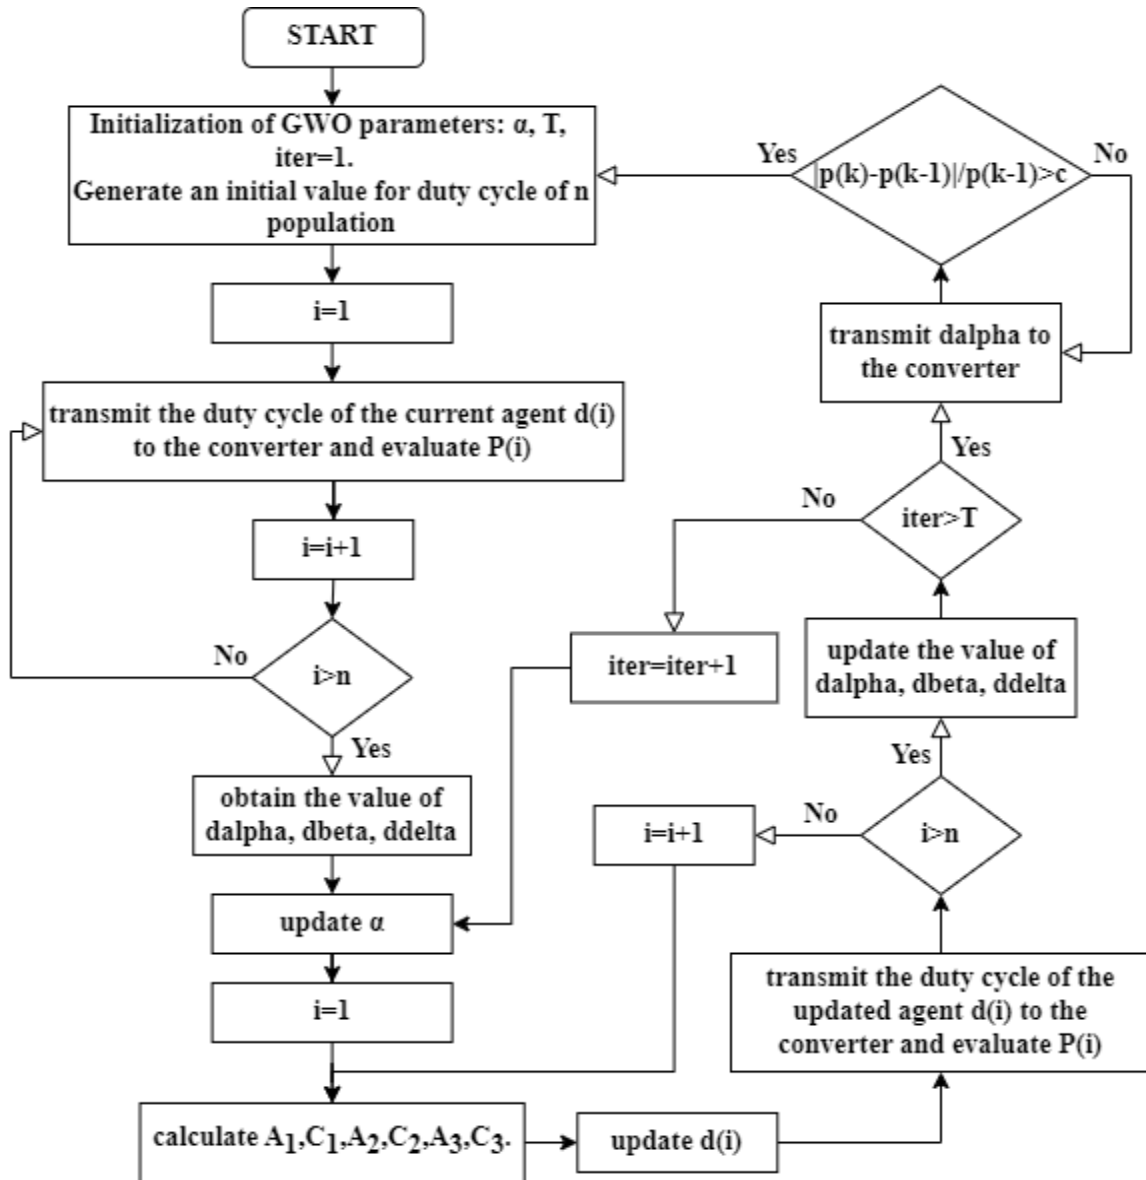 START
Initialization of GWO parameters: α, T,
iter=1.
Generate an initial value for duty cycle of n
population
i=1
transmit the duty cycle of the current agent d(i)
to the converter and evaluate P(i)
i=i+1
No
i>n
Yes
obtain the value of
dalpha, dbeta, ddelta
update α
i=1
calculate A1,C1,A2,C2,A3,C3.
update d(i)
transmit the duty cycle of the
updated agent d(i) to the
converter and evaluate P(i)
i>n
No
i=i+1
Yes
update the value of
dalpha, dbeta, ddelta
iter>T
No
iter=iter+1
Yes
transmit dalpha to
the converter
|p(k)-p(k-1)|/p(k-1)>c
Yes
No